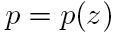 p = p(z)